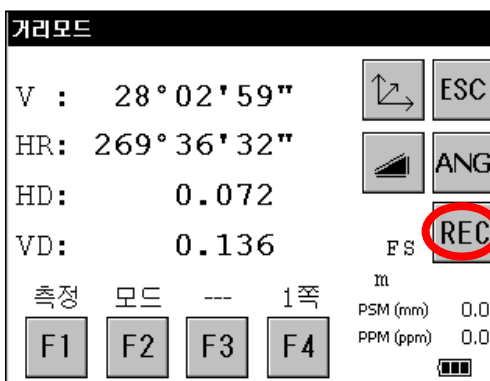 거리모드
V : 28°02'59"
ESC
HR: 269°36'32"
ANG
HD: 0.072
REC
VD: 0.136
FS
m
측정 모드 --- 1쪽
PSM (mm) 0.0
F1 F2 F3 F4
PPM (ppm) 0.0